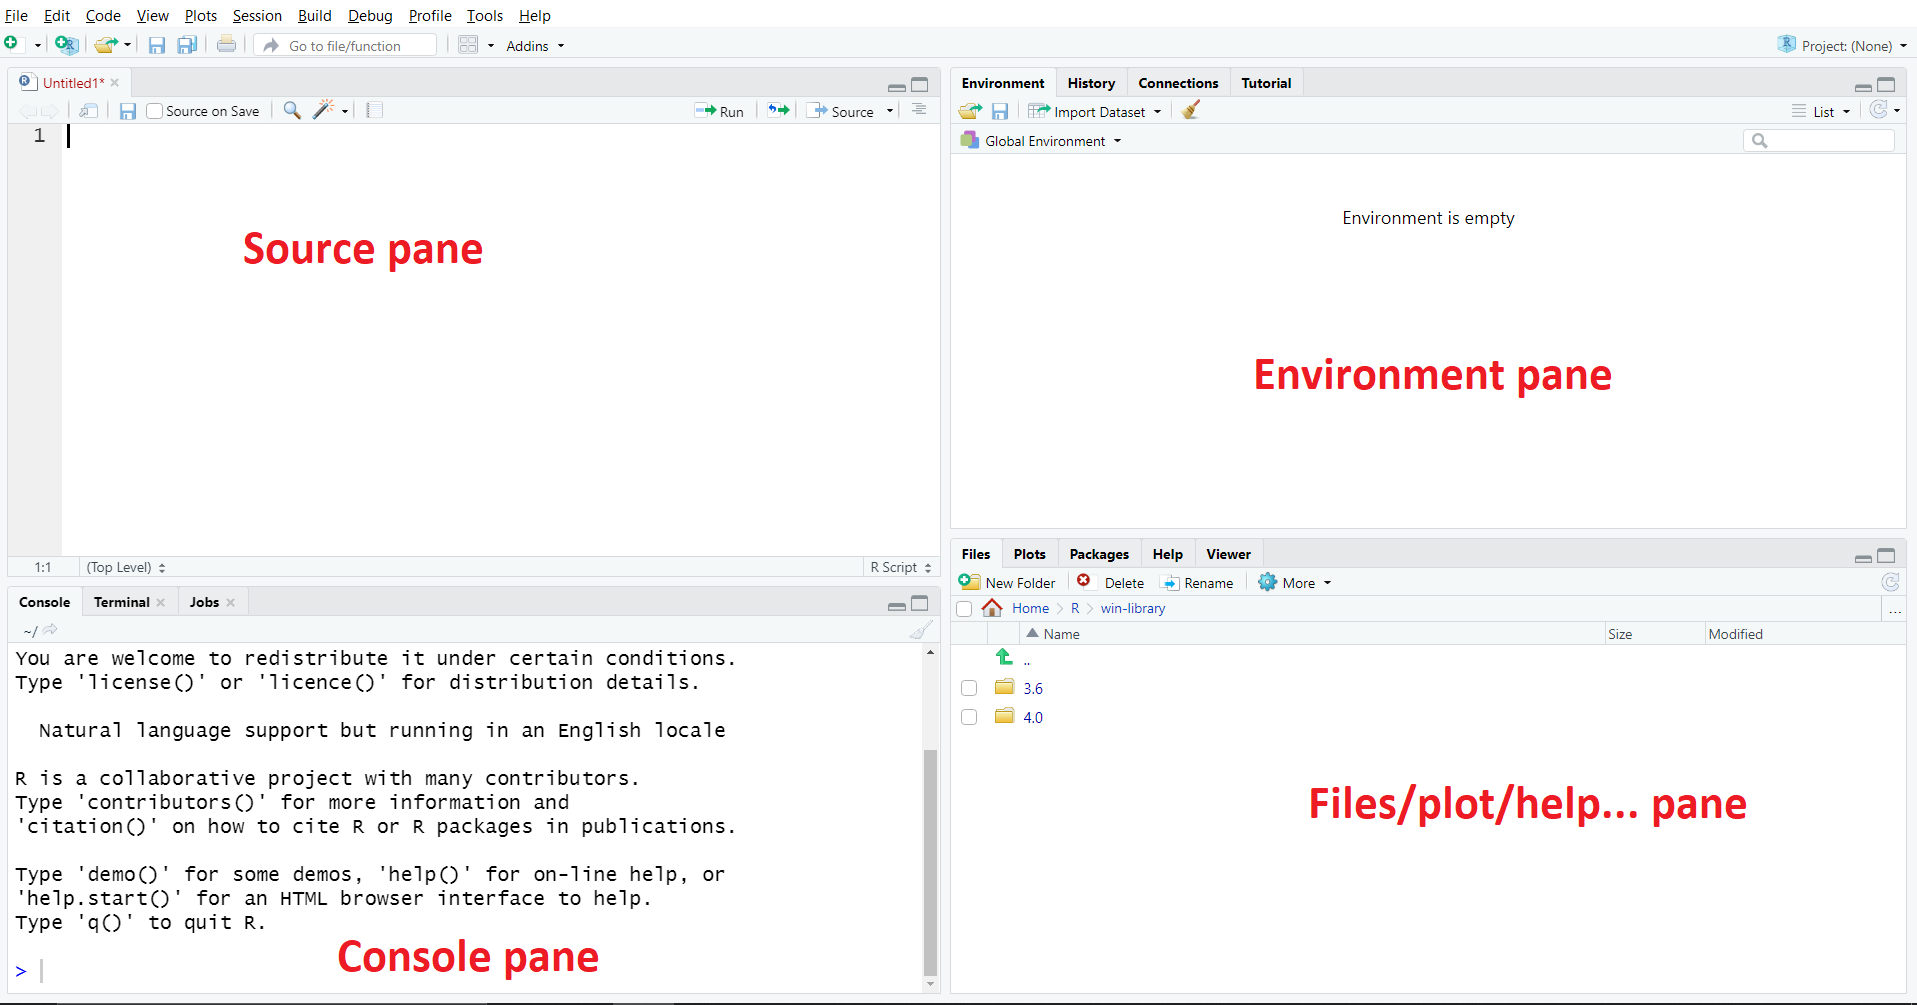 File Edit Code View Plots Session Build Debug Profile Tools Help
Go to file/function Addins Project: (None)
Untitled1*
Source on Save Run Source
1
Source pane
1:1 (Top Level) R Script
Console Terminal Jobs
~/
You are welcome to redistribute it under certain conditions.
Type 'license()' or 'licence()' for distribution details.
Natural language support but running in an English locale
R is a collaborative project with many contributors.
Type 'contributors()' for more information and
'citation()' on how to cite R or R packages in publications.
Type 'demo()' for some demos, 'help()' for on-line help, or
'help.start()' for an HTML browser interface to help.
Type 'q()' to quit R.
Console pane
>
Environment History Connections Tutorial
Import Dataset List
Global Environment
Environment is empty
Environment pane
Files Plots Packages Help Viewer
New Folder Delete Rename More
Home R win-library ...
Name Size Modified
..
3.6
4.0
Files/plot/help... pane